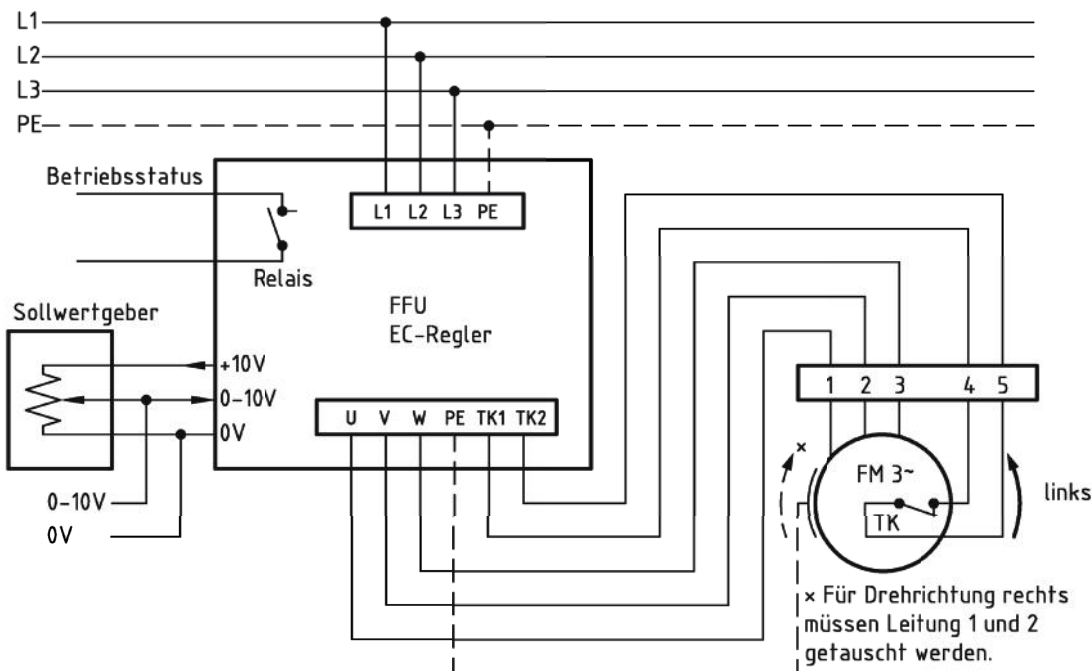 L1
L2
L3
PE
Betriebsstatus
L1 L2 L3 PE
Relais
Sollwertgeber
FFU
EC-Regler
+10V
0-10V
0V
U V W PE TK1 TK2
1 2 3 4 5
×
FM 3~
TK
links
0-10V
0V
× Für Drehrichtung rechts
müssen Leitung 1 und 2
getauscht werden.